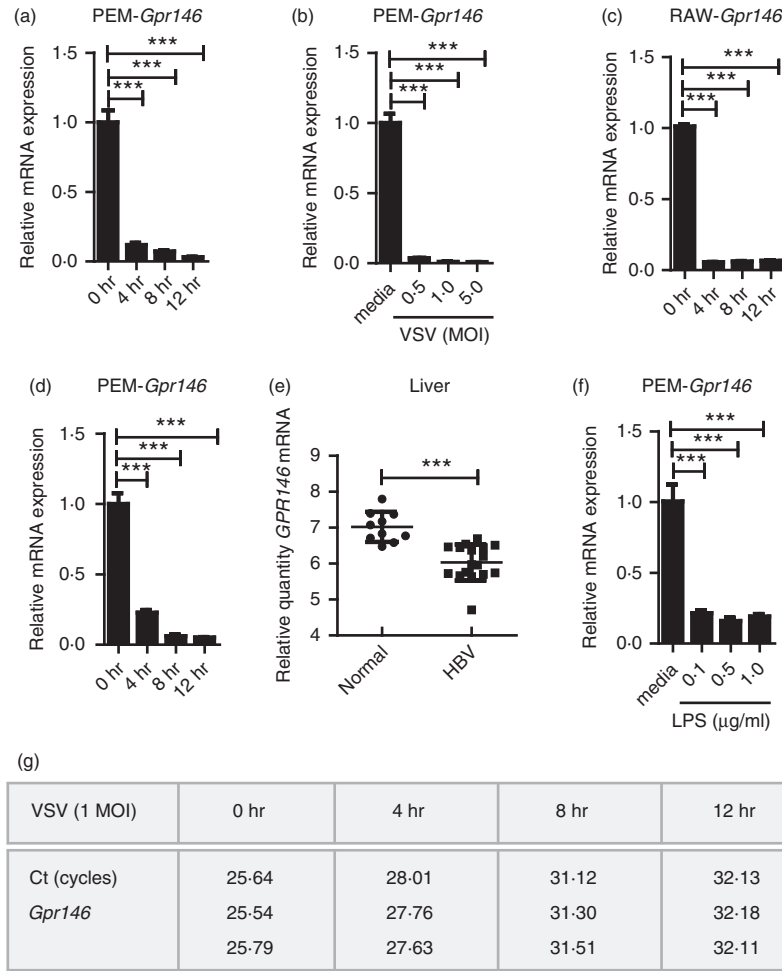 (a)
PEM-Gpr146
Relative mRNA expression
1·5
1·0
0·5
0·0
***
***
***
0 hr
4 hr
8 hr
12 hr
(b)
PEM-Gpr146
Relative mRNA expression
1·5
1·0
0·5
0·0
***
***
***
media
0·5
1·0
5·0
VSV (MOI)
(c)
RAW-Gpr146
Relative mRNA expression
1·5
1·0
0·5
0·0
***
***
***
0 hr
4 hr
8 hr
12 hr
(d)
PEM-Gpr146
Relative mRNA expression
1·5
1·0
0·5
0·0
***
***
***
0 hr
4 hr
8 hr
12 hr
(e)
Liver
Relative quantity GPR146 mRNA
9
8
7
6
5
4
***
Normal
HBV
(f)
PEM-Gpr146
Relative mRNA expression
1·5
1·0
0·5
0·0
***
***
***
media
0·1
0·5
1·0
LPS (μg/ml)
(g)
VSV (1 MOI) 0 hr 4 hr 8 hr 12 hr
Ct (cycles) 25·64 28·01 31·12 32·13
Gpr146 25·54 27·76 31·30 32·18
25·79 27·63 31·51 32·11